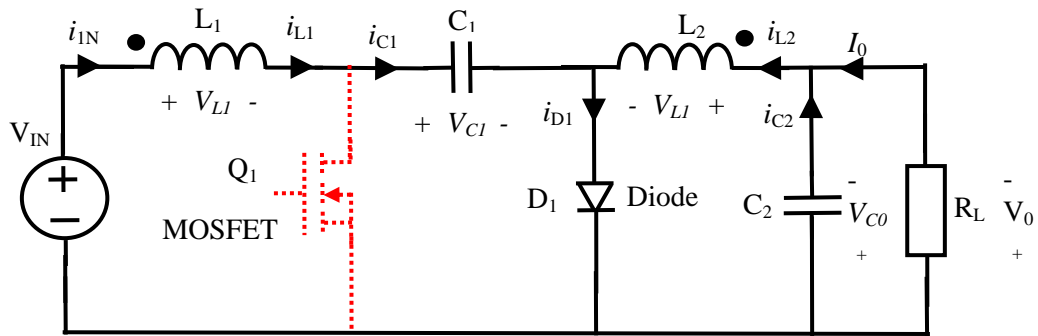 i1N
L1
iL1
iC1
C1
L2
iL2
I0
+ VL1 -
+ VC1 -
iD1
- VL1 +
iC2
VIN
Q1
MOSFET
D1
Diode
C2
-
VC0
+
RL
-
V0
+